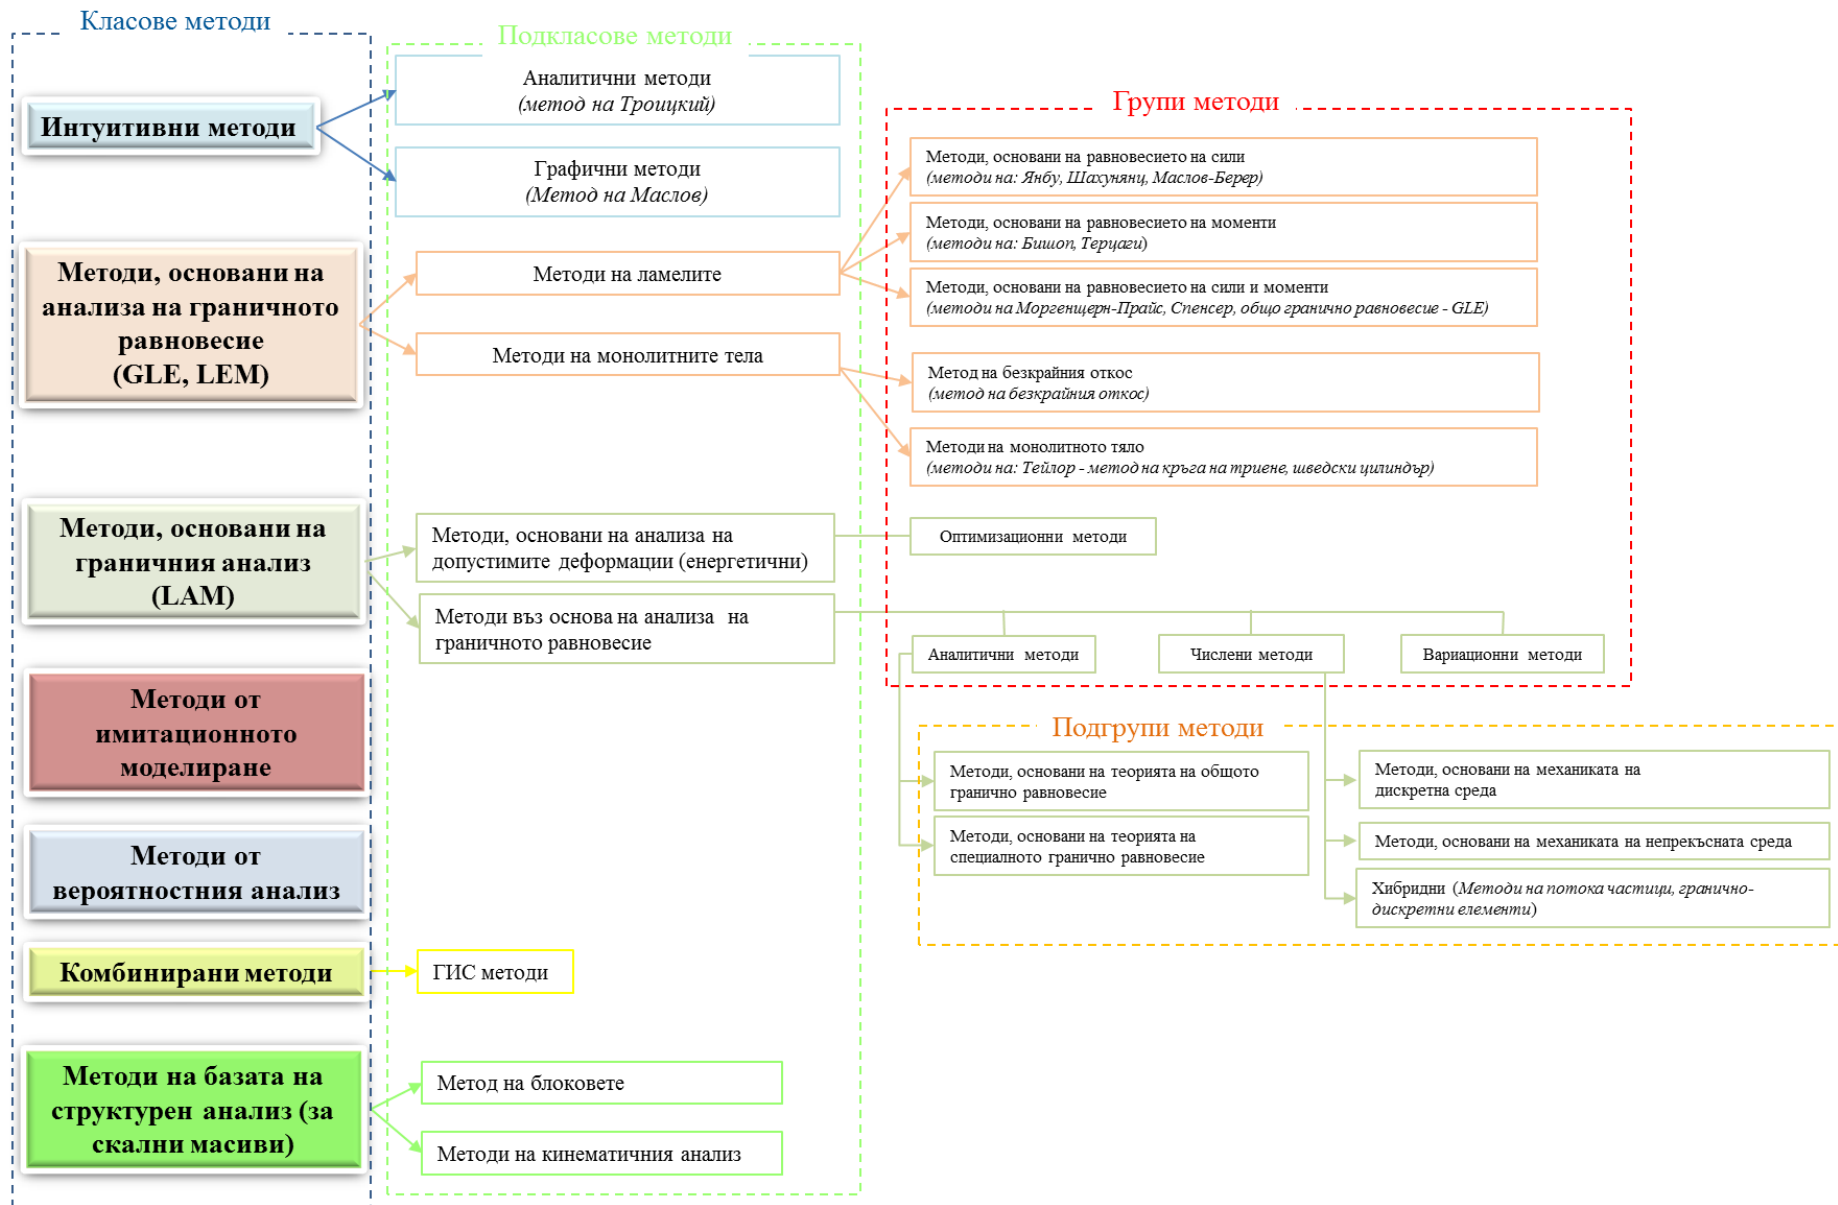 Класове методи
Подкласове методи
Групи методи
Подгрупи методи
Интуитивни методи
Аналитични методи
(метод на Троицкий)
Графични методи
(Метод на Маслов)
Методи, основани на
анализа на граничното
равновесие
(GLE, LEM)
Методи на ламелите
Методи, основани на равновесието на сили
(методи на: Янбу, Шахунянц, Маслов-Берер)
Методи, основани на равновесието на моменти
(методи на: Бишоп, Терцаги)
Методи, основани на равновесието на сили и моменти
(методи на Моргенщерн-Прайс, Спенсер, общо гранично равновесие - GLE)
Методи на монолитните тела
Метод на безкрайния откос
(метод на безкрайния откос)
Методи на монолитното тяло
(методи на: Тейлор - метод на кръга на триене, шведски цилиндър)
Методи, основани на
граничния анализ
(LAM)
Методи, основани на анализа на
допустимите деформации (енергетични)
Оптимизационни методи
Методи въз основа на анализа на
граничното равновесие
Аналитични методи
Числени методи
Вариационни методи
Методи, основани на теорията на общото
гранично равновесие
Методи, основани на теорията на
специалното гранично равновесие
Методи, основани на механиката на
дискретна среда
Методи, основани на механиката на непрекъсната среда
Хибридни (Методи на потока частици, гранично-
дискретни елементи)
Методи от
имитационното
моделиране
Методи от
вероятностния анализ
Комбинирани методи
ГИС методи
Методи на базата на
структурен анализ (за
скални масиви)
Метод на блоковете
Методи на кинематичния анализ